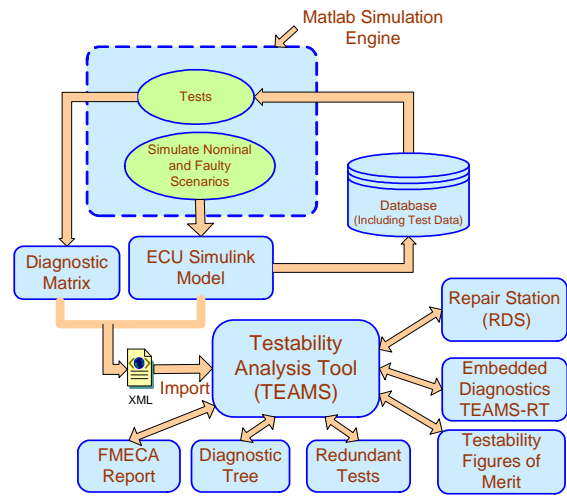 Matlab Simulation
Engine
Tests
Simulate Nominal
and Faulty
Scenarios
Database
(Including Test Data)
Diagnostic
Matrix
ECU Simulink
Model
Repair Station
(RDS)
XML
Import
Testability
Analysis Tool
(TEAMS)
Embedded
Diagnostics
TEAMS-RT
FMECA
Report
Diagnostic
Tree
Redundant
Tests
Testability
Figures of
Merit